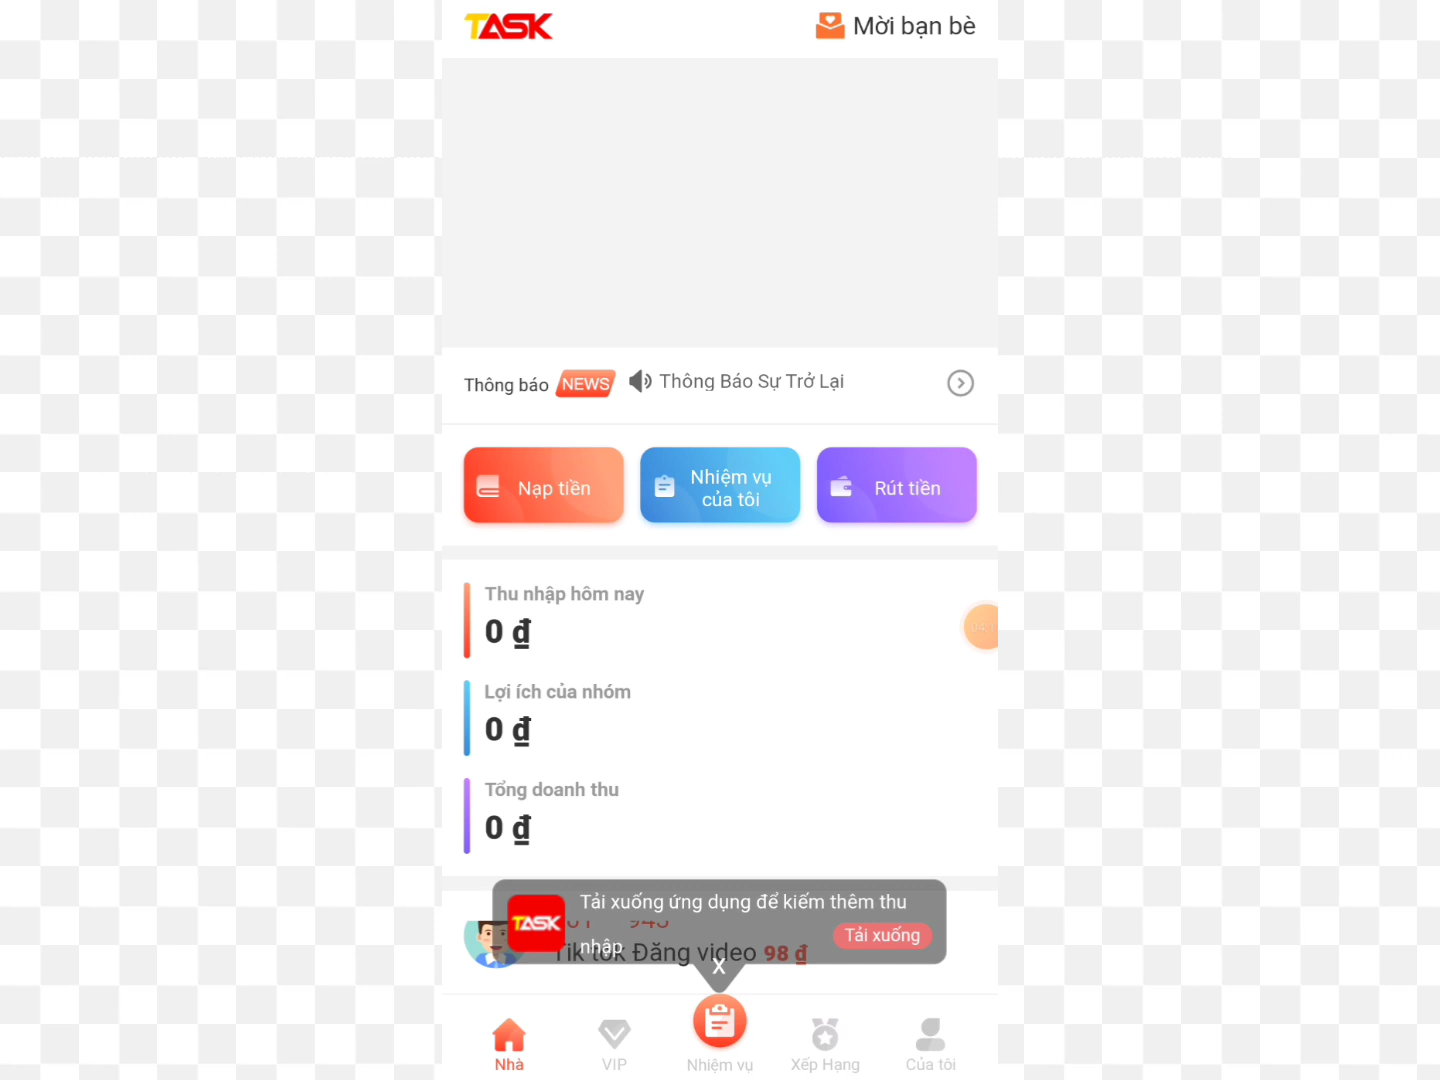 TASK
Mời bạn bè
Thông báo NEWS Thông Báo Sự Trở Lại
Nạp tiền
Nhiệm vụ
của tôi
Rút tiền
Thu nhập hôm nay
0 ₫
Lợi ích của nhóm
0 ₫
Tổng doanh thu
0 ₫
TASK
Tải xuống ứng dụng để kiếm thêm thu
nhập
Tải xuống
Tik tok Đăng video 98 ₫
X
Nhà
VIP
Nhiệm vụ
Xếp Hạng
Của tôi